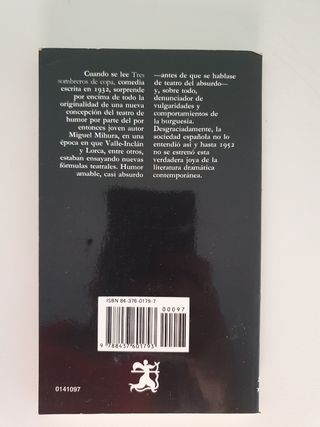 Cuando se lee Tres
sombreros de copa, comedia
escrita en 1932, sorprende
por encima de todo la
originalidad de una nueva
concepción del teatro de
humor por parte del por
entonces joven autor
Miguel Mihura, en una
época en que Valle-Inclán
y Lorca, entre otros,
estaban ensayando nuevas
fórmulas teatrales. Humor
amable, casi absurdo
—antes de que se hablase
de teatro del absurdo—
y, sobre todo,
denunciador de
vulgaridades y
comportamientos de
la burguesía.
Desgraciadamente, la
sociedad española no lo
entendió así y hasta 1952
no se estrenó esta
verdadera joya de la
literatura dramática
contemporánea.
ISBN 84-376-0179-7
00097
9 788437 601793
0141097